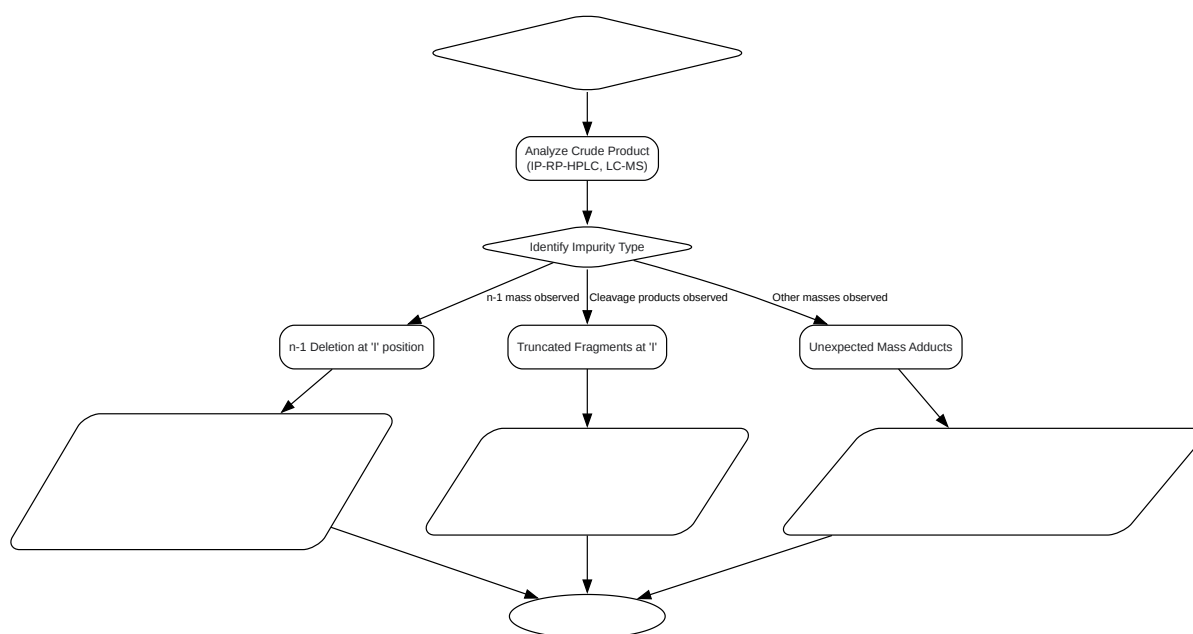 Analyze Crude Product
(IP-RP-HPLC, LC-MS)
Identify Impurity Type
n-1 mass observed
Cleavage products observed
Other masses observed
n-1 Deletion at 'I' position
Truncated Fragments at 'I'
Unexpected Mass Adducts